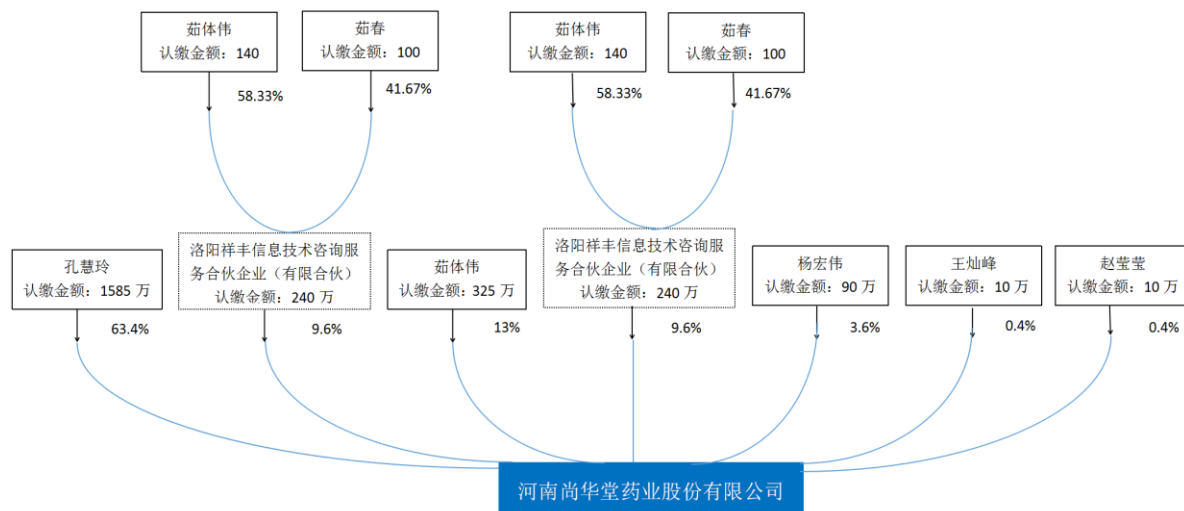 茹体伟
认缴金额：140
茹春
认缴金额：100
茹体伟
认缴金额：140
茹春
认缴金额：100
58.33%
41.67%
58.33%
41.67%
孔慧玲
认缴金额：1585 万
洛阳祥丰信息技术咨询服
务合伙企业（有限合伙）
认缴金额：240 万
茹体伟
认缴金额：325 万
洛阳祥丰信息技术咨询服
务合伙企业（有限合伙）
认缴金额：240 万
杨宏伟
认缴金额：90 万
王灿峰
认缴金额：10 万
赵莹莹
认缴金额：10 万
63.4%
9.6%
13%
9.6%
3.6%
0.4%
0.4%
河南尚华堂药业股份有限公司